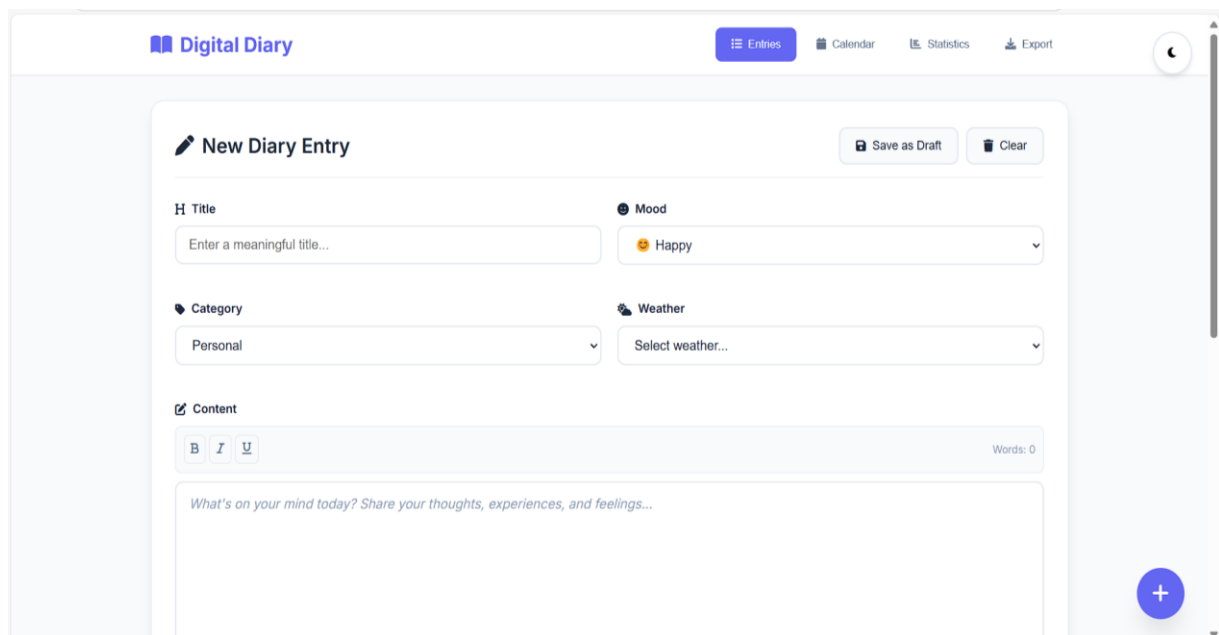 Digital Diary
Entries
Calendar
Statistics
Export
New Diary Entry
Save as Draft
Clear
Title
Mood
Enter a meaningful title...
Happy
Category
Weather
Personal
Select weather...
Content
B I U
Words: 0
What's on your mind today? Share your thoughts, experiences, and feelings...